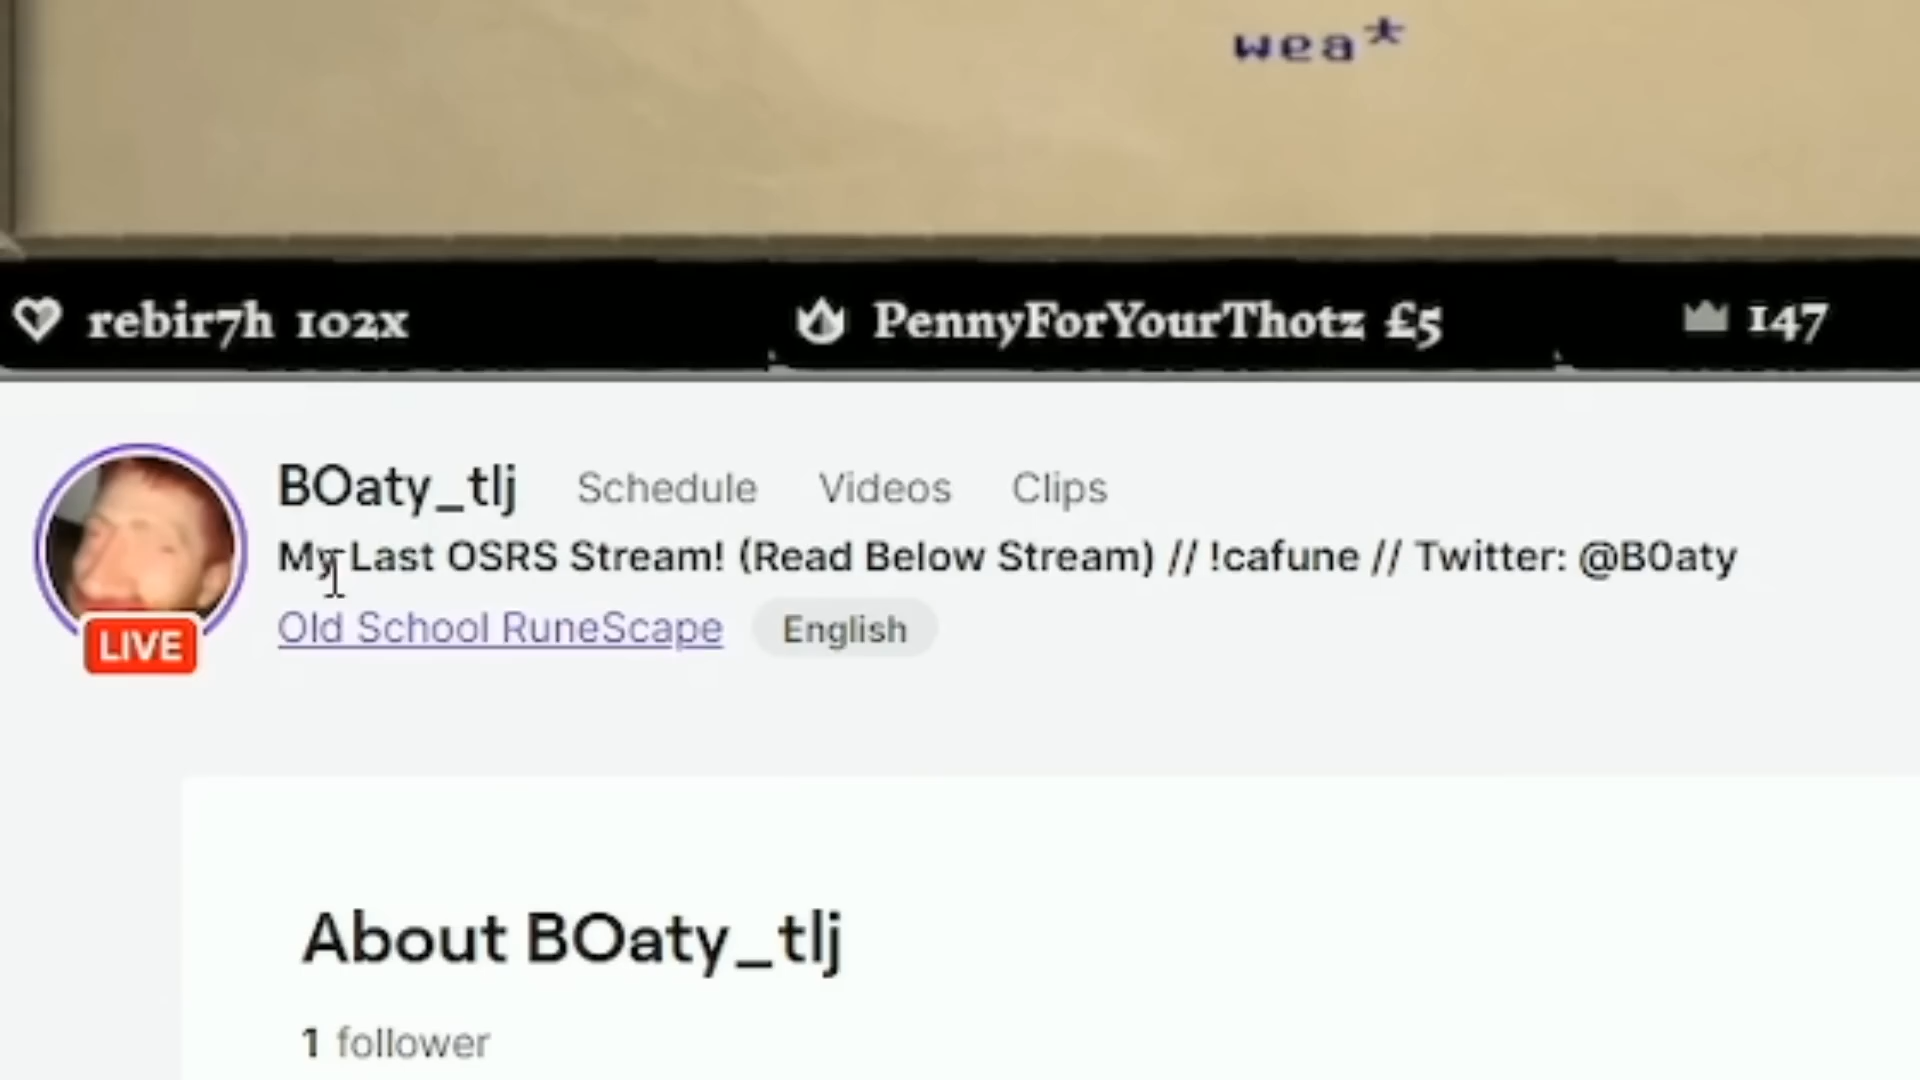 wea*
rebir7h 102x PennyForYourThotz £5 147
BOaty_tlj Schedule Videos Clips
My Last OSRS Stream! (Read Below Stream) // !cafune // Twitter: @B0aty
Old School RuneScape English
LIVE
About BOaty_tlj
1 follower